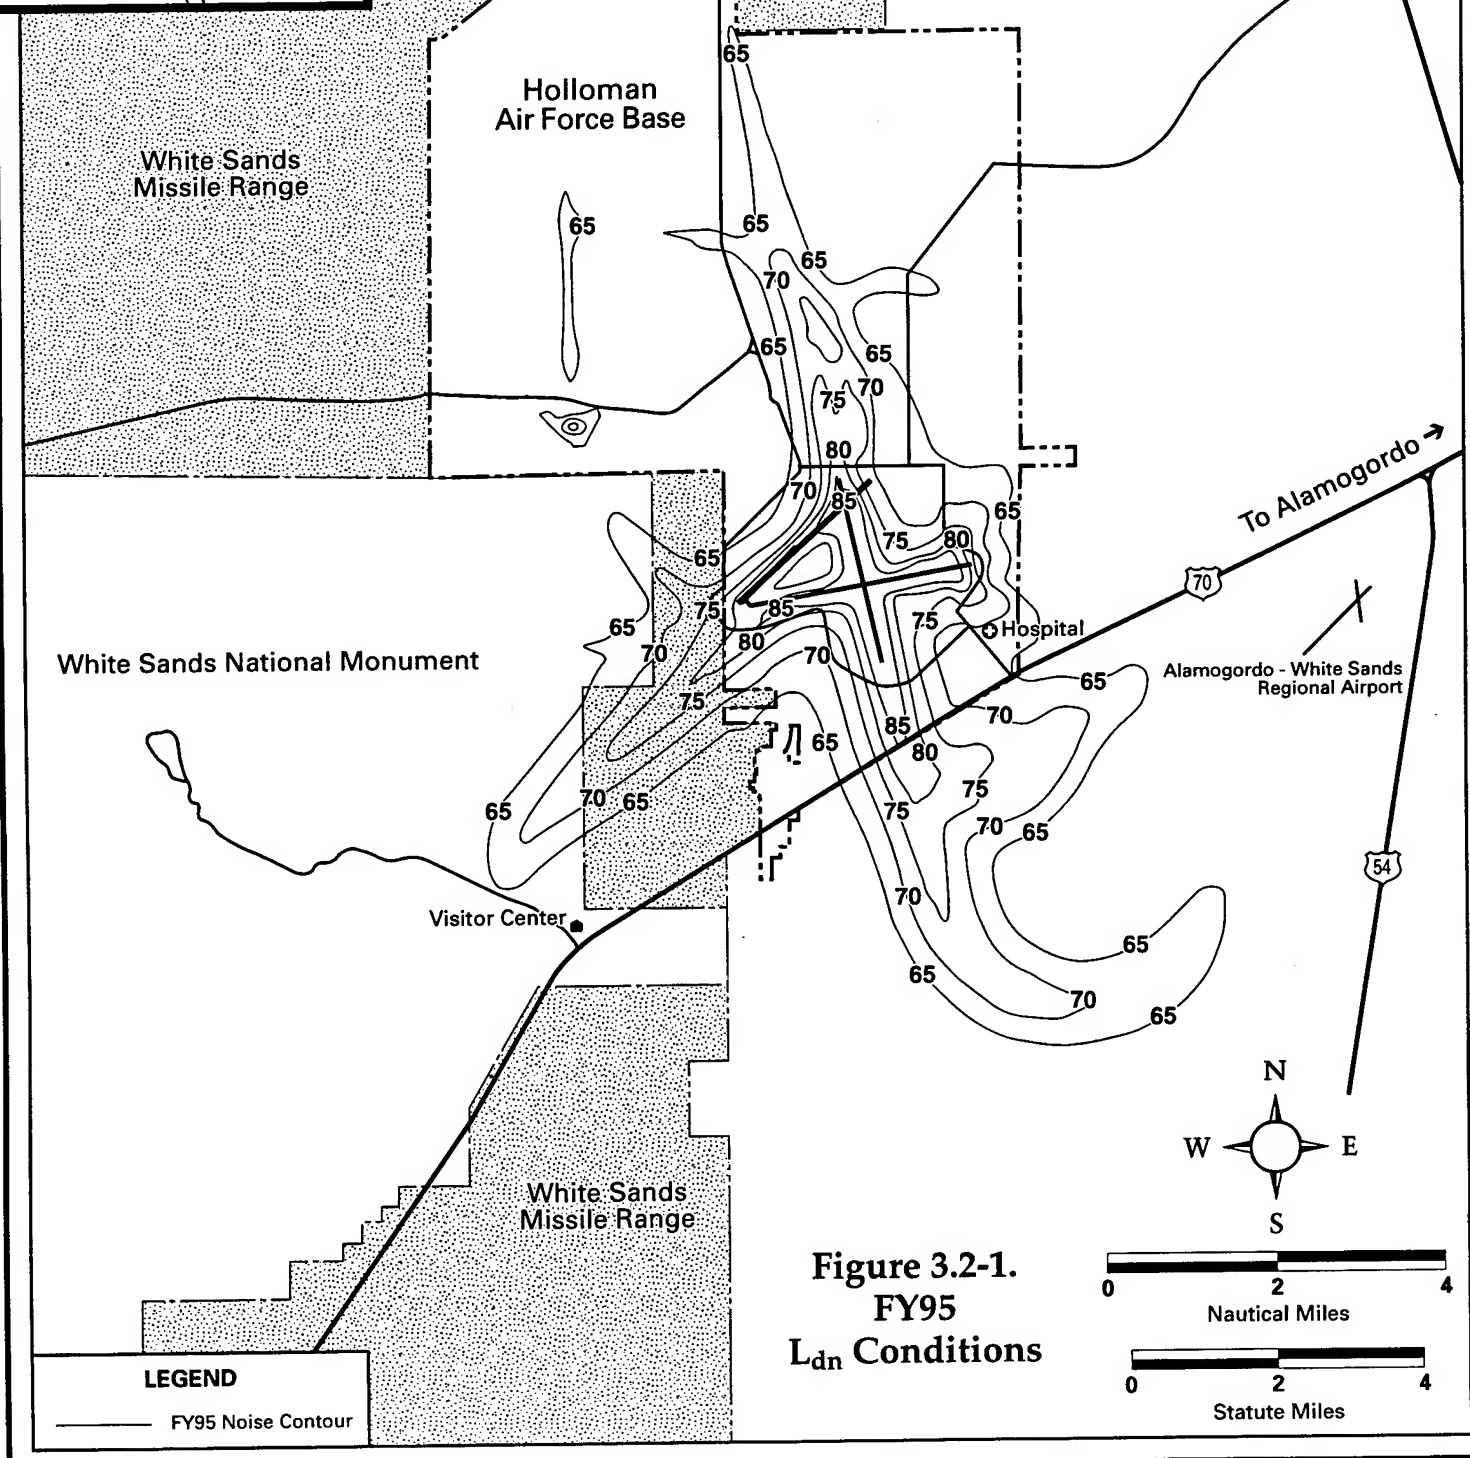 65
Holloman
Air Force Base
White Sands
Missile Range
65
65
65
70
65
65
70
75
80
70
85
65
75
80
65
75
85
65
80
75
Hospital
70
70
To Alamogordo →
70
White Sands National Monument
Alamogordo - White Sands
Regional Airport
65
75
70
85
65
80
75
65
70
65
75
70
65
54
70
Visitor Center
65
65
70
65
White Sands
Missile Range
N
W
E
S
Figure 3.2-1.
FY95
Ldn Conditions
0
2
4
Nautical Miles
0
2
4
Statute Miles
LEGEND
FY95 Noise Contour